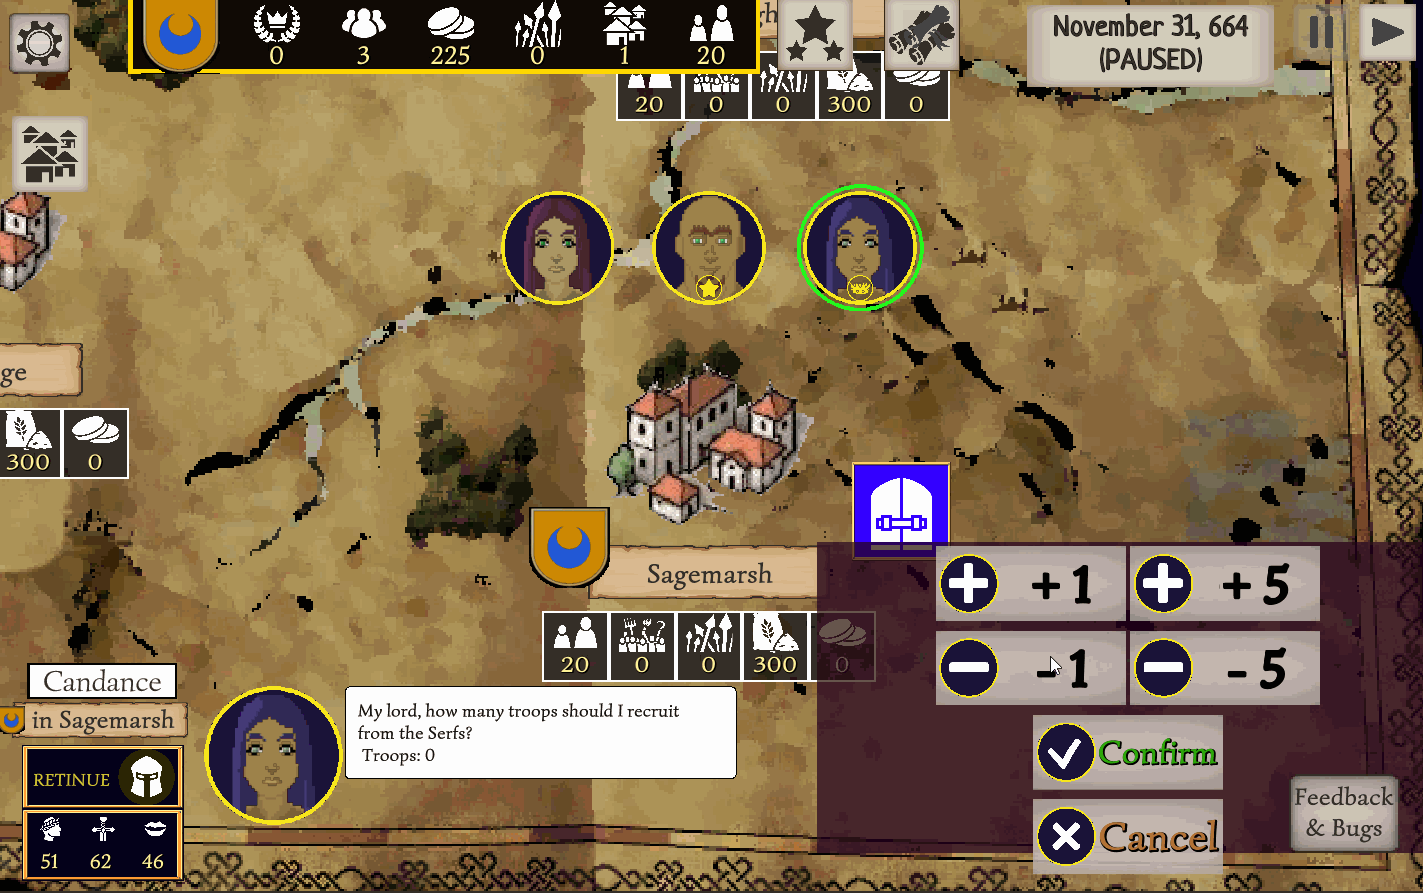 0
3
225
0
1
20
November 31, 664
(PAUSED)
20
0
0
300
0
ge
300
0
Sagemarsh
20
0
0
300
0
+1
+5
-1
-5
Confirm
Cancel
Candance
in Sagemarsh
RETINUE
51
62
46
My lord, how many troops should I recruit
from the Serfs?
Troops: 0
Feedback
& Bugs